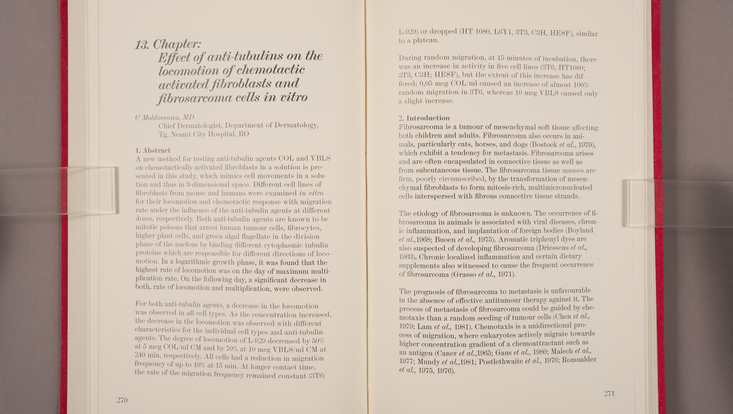 13. Chapter:
Effect of anti-tubulins on the
locomotion of chemotactic
activated fibroblasts and
fibrosarcoma cells in vitro
C Moldovanu, MD
Chief Dermatologist, Department of Dermatology,
Tg. Neamt City Hospital, RO
1. Abstract
A new method for testing anti-tubulin agents COL and VBLS
on chemotactically activated fibroblasts in a solution is pre-
sented in this study, which mimics cell movements in a solu-
tion and thus in 3-dimensional space. Different cell lines of
fibroblasts from mouse and humans were examined in vitro
for their locomotion and chemotactic response with migration
rate under the influence of the anti-tubulin agents at different
doses, respectively. Both anti-tubulin agents are known to be
mitotic poisons that arrest human tumour cells, fibrocytes,
higher plant cells, and green algal flagellate in the division
phase of the nucleus by binding different cytoplasmic tubulin
proteins which are responsible for different directions of loco-
motion. In a logarithmic growth phase, it was found that the
highest rate of locomotion was on the day of maximum multi-
plication rate. On the following day, a significant decrease in
both, rate of locomotion and multiplication, were observed.
For both anti-tubulin agents, a decrease in the locomotion
was observed in all cell types. As the concentration increased,
the decrease in the locomotion was observed with different
characteristics for the individual cell types and anti-tubulin
agents. The degree of locomotion of L-929 decreased by 50%
at 5 mcg COL/ml CM and by 70% at 10 mcg VBLS/ml CM at
240 min, respectively. All cells had a reduction in migration
frequency of up to 10% at 15 min. At longer contact time,
the rate of the migration frequency remained constant (3T6;
270
L-929) or dropped (HT 1080, L6Y1, 3T3, C3H, HESF), similar
to a plateau.
During random migration, at 15 minutes of incubation, there
was an increase in activity in five cell lines (3T6, HT1080;
3T3, C3H; HESF), but the extent of this increase has dif-
fered; 0,05 mcg COL/ml caused an increase of almost 100%
random migration in 3T6, whereas 10 mcg VBLS caused only
a slight increase.
2. Introduction
Fibrosarcoma is a tumour of mesenchymal soft tissue affecting
both children and adults. Fibrosarcoma also occurs in ani-
mals, particularly cats, horses, and dogs (Bostock et al., 1979),
which exhibit a tendency for metastasis. Fibrosarcoma arises
and are often encapsulated in connective tissue as well as
from subcutaneous tissue. The fibrosarcoma tissue masses are
firm, poorly circumscribed, by the transformation of mesen-
chymal fibroblasts to form mitosis-rich, multimicronucleated
cells interspersed with fibrous connective tissue strands.
The etiology of fibrosarcoma is unknown. The occurrence of fi-
brosarcoma in animals is associated with viral diseases, chron-
ic inflammation, and implantation of foreign bodies (Boyland
et al.,1968; Buoen et al., 1975). Aromatic triphenyl dyes are
also suspected of developing fibrosarcoma (Driessens et al.,
1963), Chronic localized inflammation and certain dietary
supplements also witnessed to cause the frequent occurrence
of fibrosarcoma (Grasso et al., 1971).
The prognosis of fibrosarcoma to metastasis is unfavourable
in the absence of effective antitumour therapy against it. The
process of metastasis of fibrosarcoma could be guided by che-
motaxis than a random seeding of tumour cells (Chen et al.,
1979; Lam et al., 1981). Chemotaxis is a unidirectional pro-
cess of migration, where eukaryotes actively migrate towards
higher concentration gradient of a chemoattractant such as
an antigen (Caner et al.,1965; Gaus et al., 1980; Malech et al.,
1977; Mundy et al.,1981; Postlethwaite et al., 1976; Romualdez
et al., 1975, 1976).
271